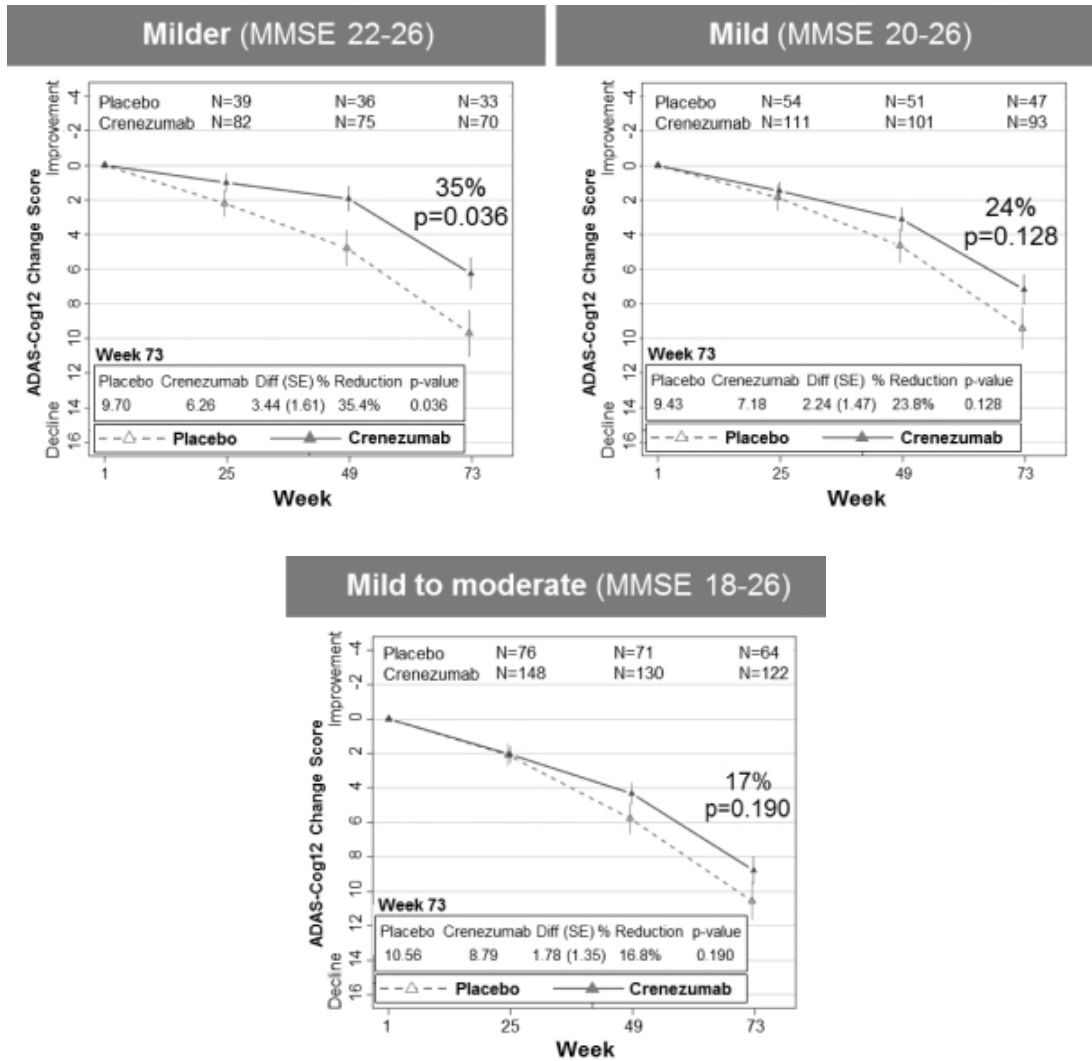 Milder (MMSE 22-26)
ADAS-Cog12 Change Score
Decline
Improvement
-4
-2
0
2
4
6
8
10
12
14
16
Placebo N=39 N=36 N=33
Crenezumab N=82 N=75 N=70
35%
p=0.036
Week 73
Placebo Crenezumab Diff (SE) % Reduction p-value
9.70 6.26 3.44 (1.61) 35.4% 0.036
Placebo Crenezumab
1 25 49 73
Week
Mild (MMSE 20-26)
ADAS-Cog12 Change Score
Decline
Improvement
-4
-2
0
2
4
6
8
10
12
14
16
Placebo N=54 N=51 N=47
Crenezumab N=111 N=101 N=93
24%
p=0.128
Week 73
Placebo Crenezumab Diff (SE) % Reduction p-value
9.43 7.18 2.24 (1.47) 23.8% 0.128
Placebo Crenezumab
1 25 49 73
Week
Mild to moderate (MMSE 18-26)
ADAS-Cog12 Change Score
Decline
Improvement
-4
-2
0
2
4
6
8
10
12
14
16
Placebo N=76 N=71 N=64
Crenezumab N=148 N=130 N=122
17%
p=0.190
Week 73
Placebo Crenezumab Diff (SE) % Reduction p-value
10.56 8.79 1.78 (1.35) 16.8% 0.190
Placebo Crenezumab
1 25 49 73
Week